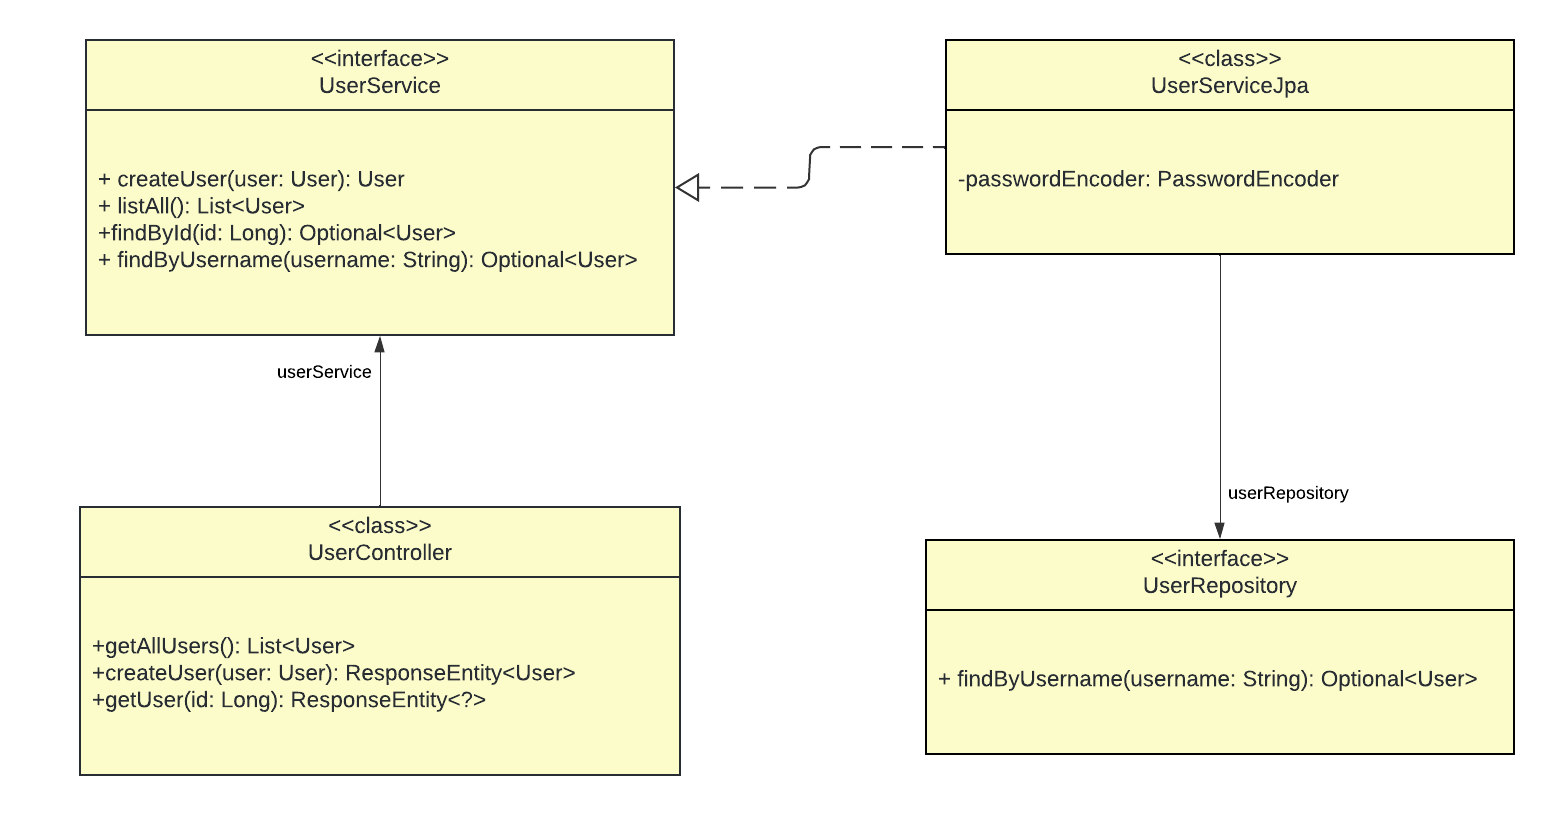 <<interface>>
UserService
+ createUser(user: User): User
+ listAll(): List<User>
+findById(id: Long): Optional<User>
+ findByUsername(username: String): Optional<User>
<<class>>
UserServiceJpa
-passwordEncoder: PasswordEncoder
userService
userRepository
<<class>>
UserController
+getAllUsers(): List<User>
+createUser(user: User): ResponseEntity<User>
+getUser(id: Long): ResponseEntity<?>
<<interface>>
UserRepository
+ findByUsername(username: String): Optional<User>